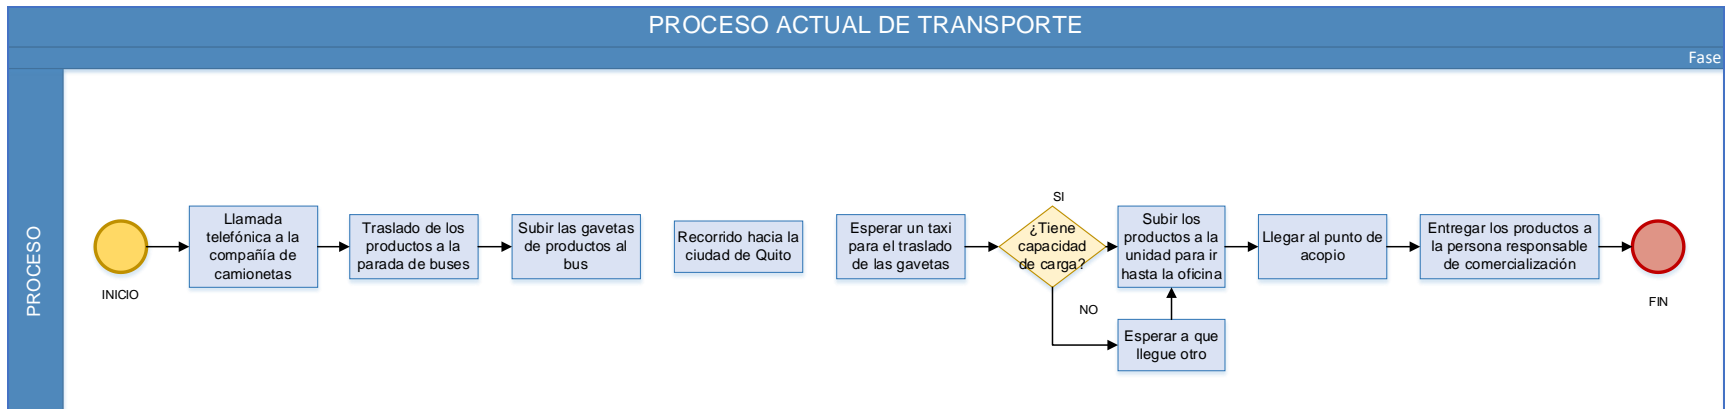 PROCESO ACTUAL DE TRANSPORTE
Fase
PROCESO
INICIO
Llamada
telefónica a la
compañía de
camionetas
Traslado de los
productos a la
parada de buses
Subir las gavetas
de productos al
bus
Recorrido hacia la
ciudad de Quito
Esperar un taxi
para el traslado
de las gavetas
SI
¿Tiene
capacidad
de carga?
NO
Subir los
productos a la
unidad para ir
hasta la oficina
Esperar a que
llegue otro
Llegar al punto de
acopio
Entregar los productos a
la persona responsable
de comercialización
FIN